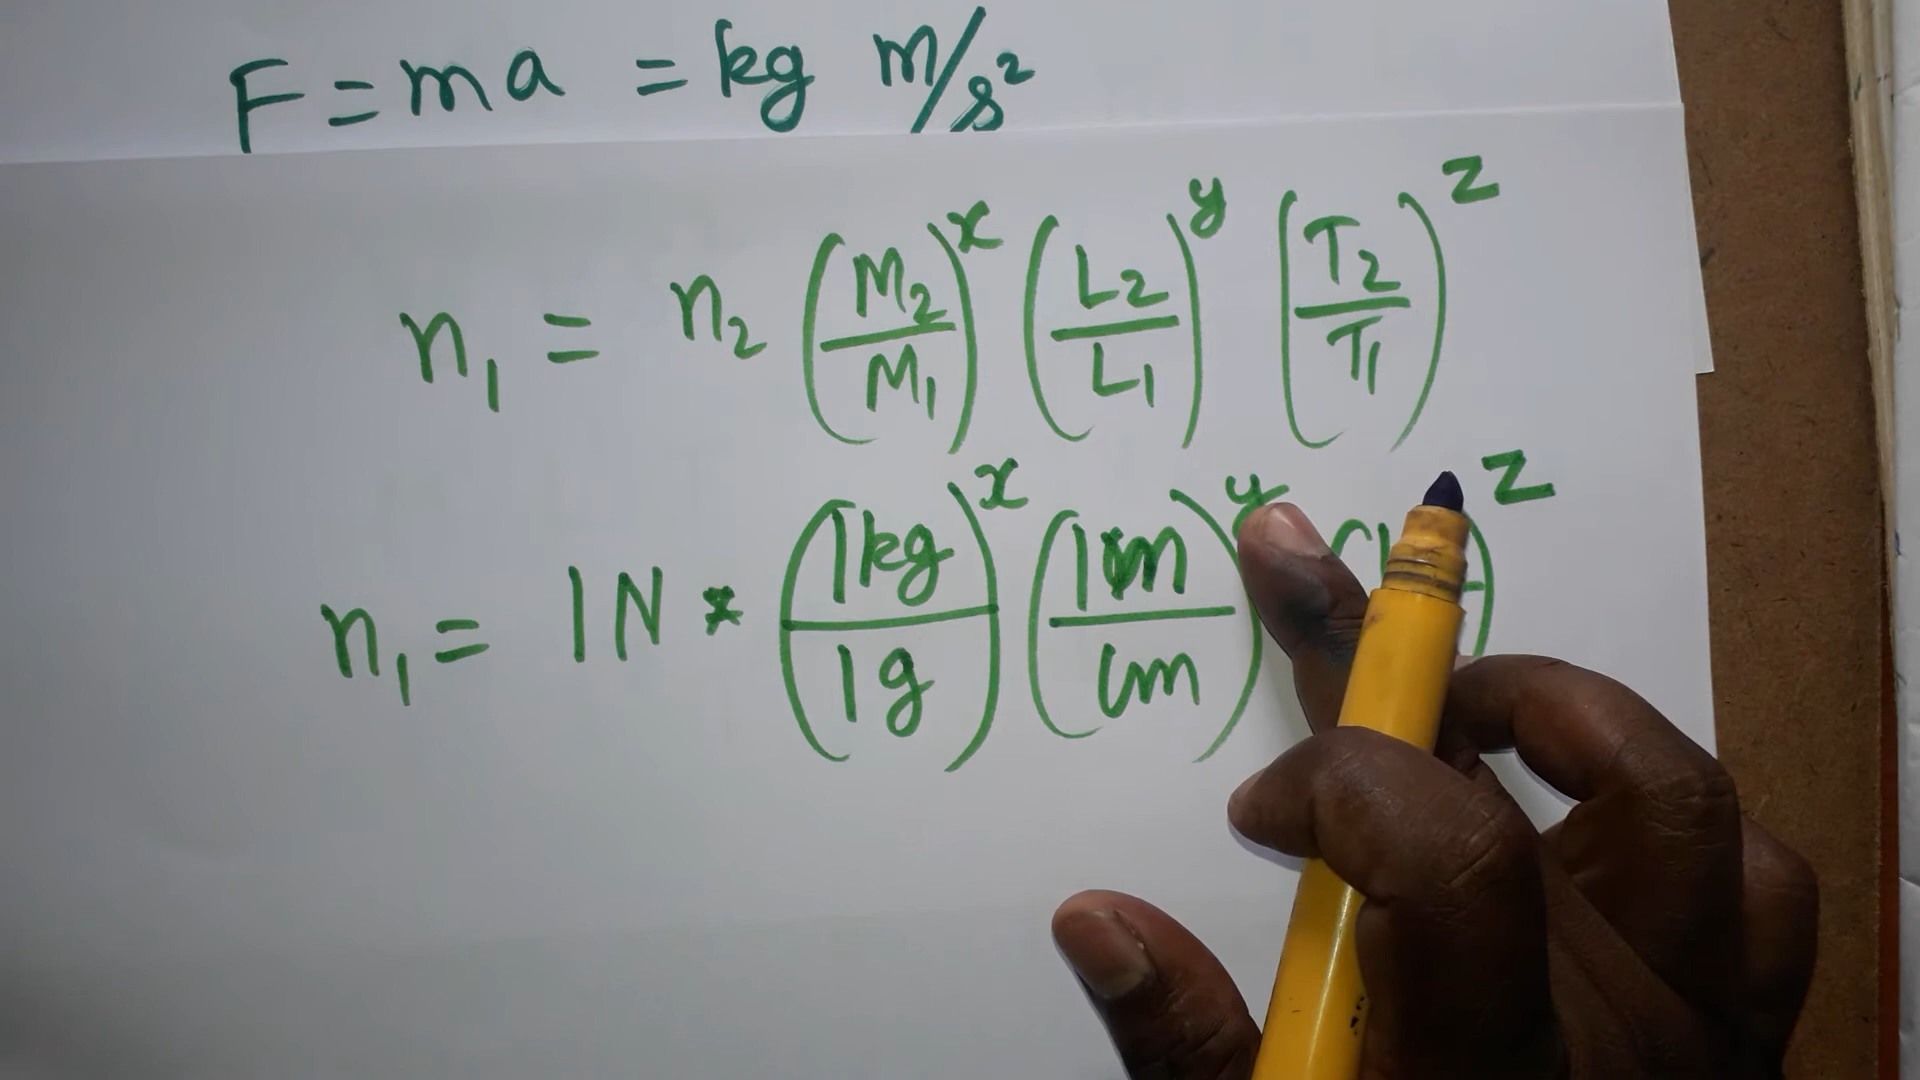 F = ma = kg m/s²
n₁ = n₂ (M₂/M₁)ˣ (L₂/L₁)ʸ (T₂/T₁)ᶻ
n₁ = 1N * (1kg/1g)ˣ (1m/cm)ʸ ( )ᶻ